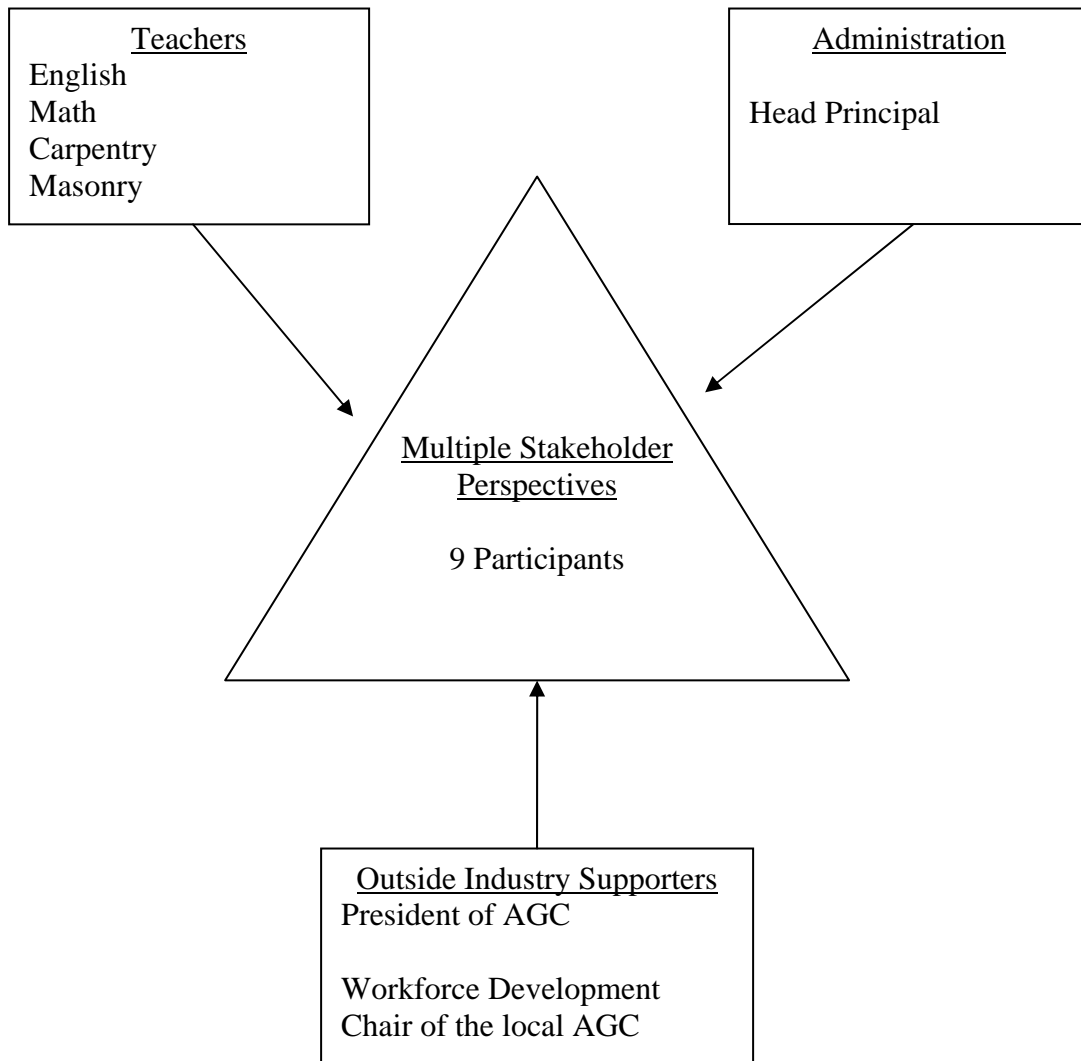 Teachers
English
Math
Carpentry
Masonry
Administration
Head Principal
Multiple Stakeholder
Perspectives
9 Participants
Outside Industry Supporters
President of AGC
Workforce Development
Chair of the local AGC